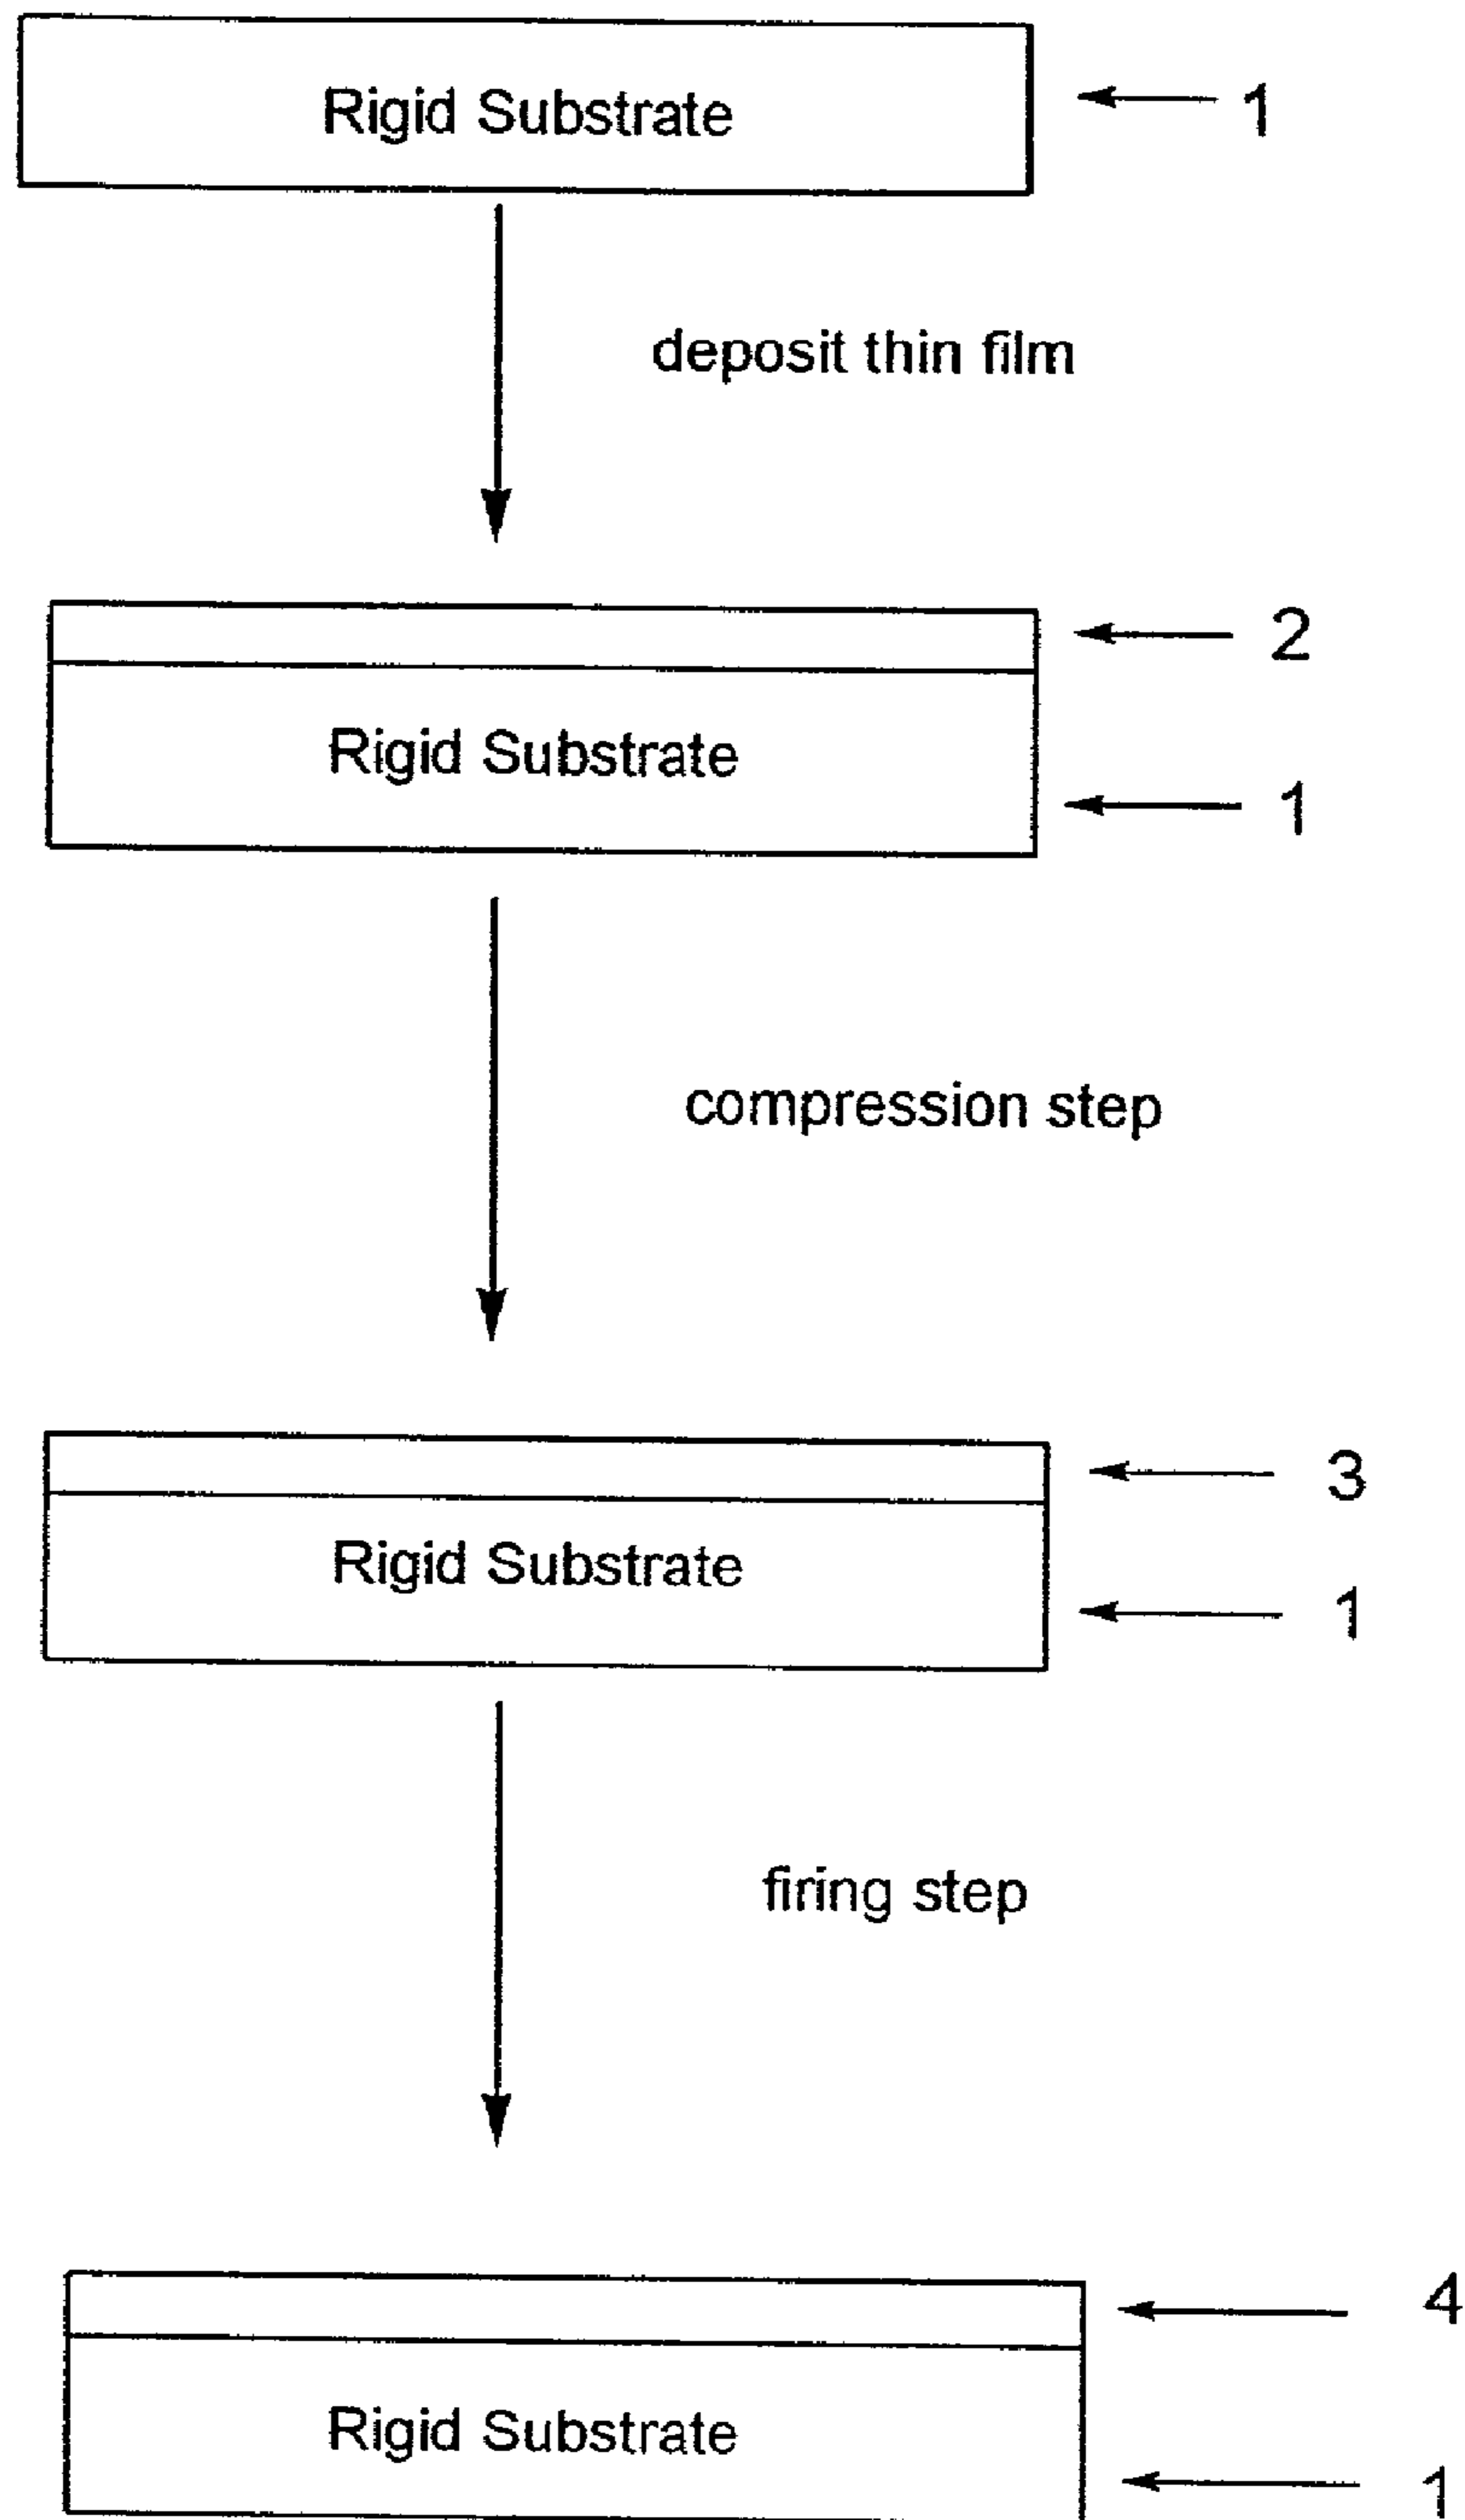 Rigid Substrate
1
deposit thin film
2
Rigid Substrate
1
compression step
3
Rigid Substrate
1
firing step
4
Rigid Substrate
1